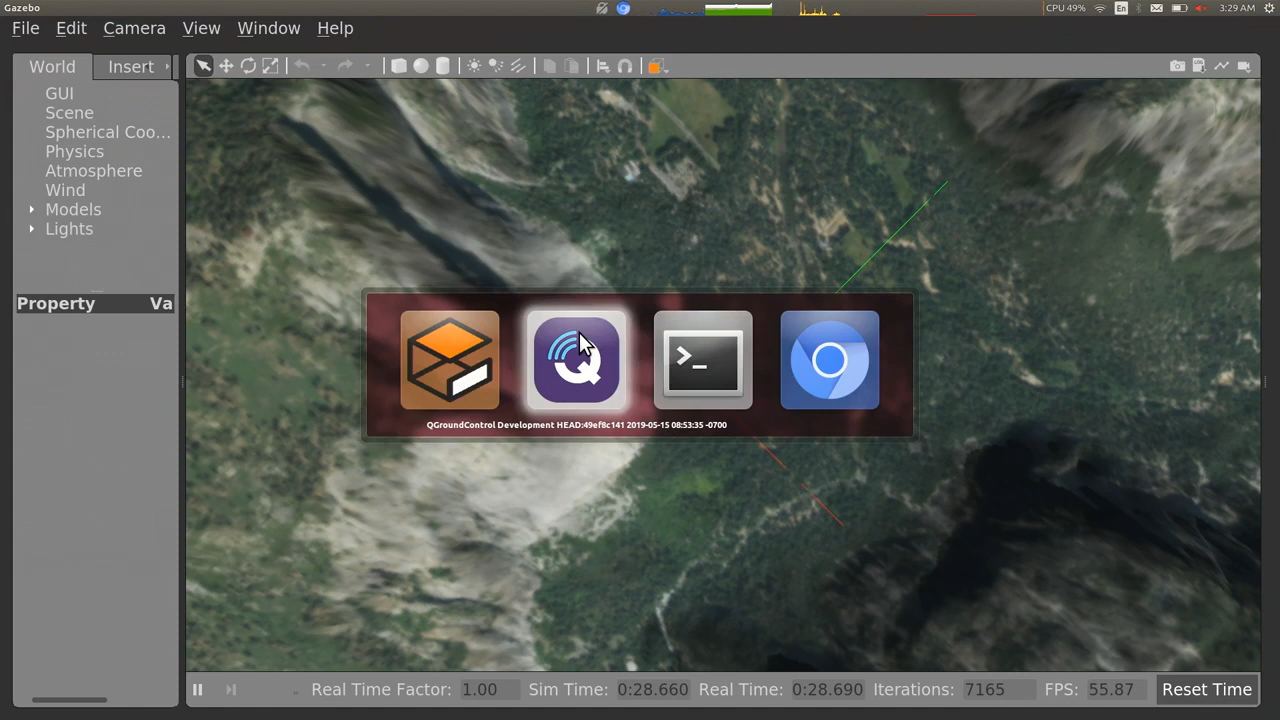 Gazebo
CPU 49%
En
3:29 AM
File Edit Camera View Window Help
World Insert
GUI
Scene
Spherical Coo...
Physics
Atmosphere
Wind
Models
Lights
Property Va
QGroundControl Development HEAD:49ef8c141 2019-05-15 08:53:35 -0700
Real Time Factor: 1.00 Sim Time: 0:28.660 Real Time: 0:28.690 Iterations: 7165 FPS: 55.87 Reset Time